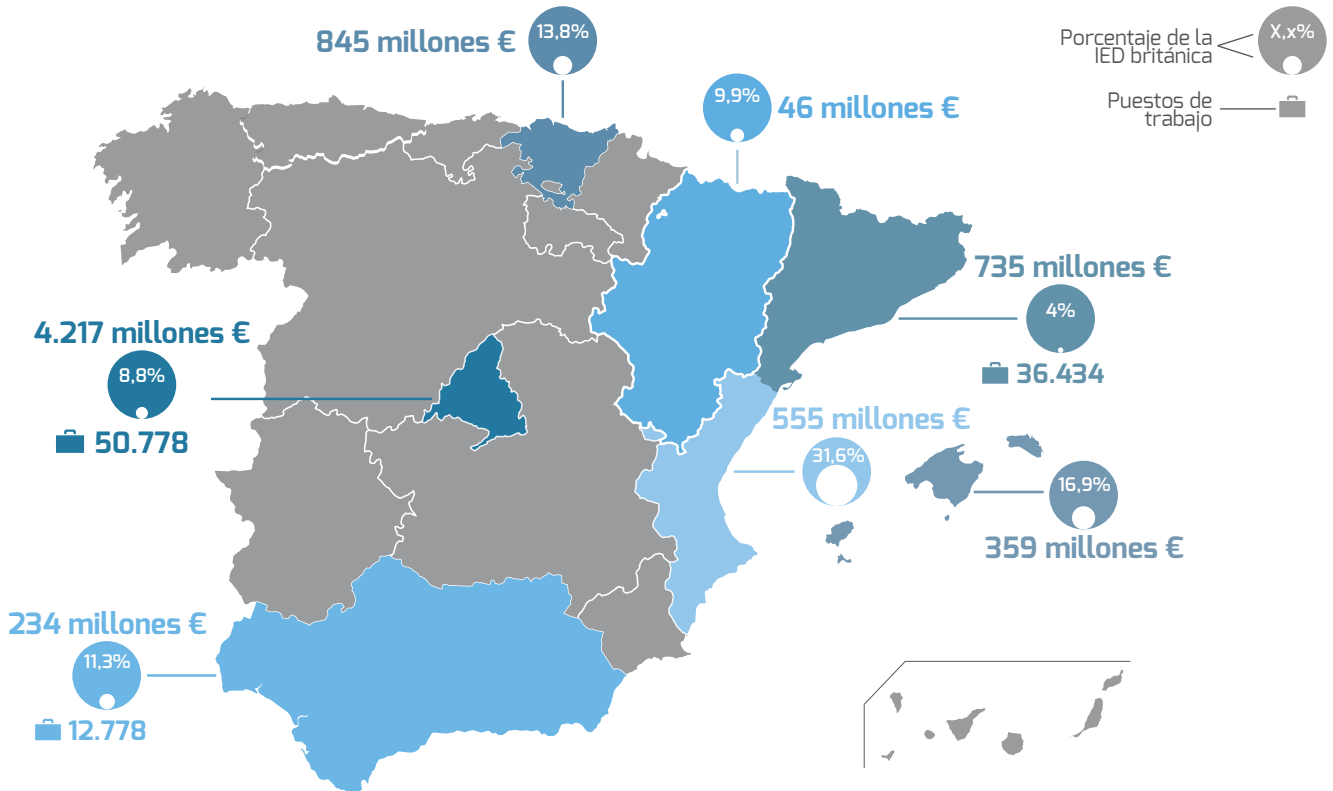 845 millones €
13,8%
Porcentaje de la
IED británica
X,x%
Puestos de
trabajo
9,9%
46 millones €
735 millones €
4%
36.434
4.217 millones €
8,8%
50.778
555 millones €
31,6%
16,9%
359 millones €
234 millones €
11,3%
12.778